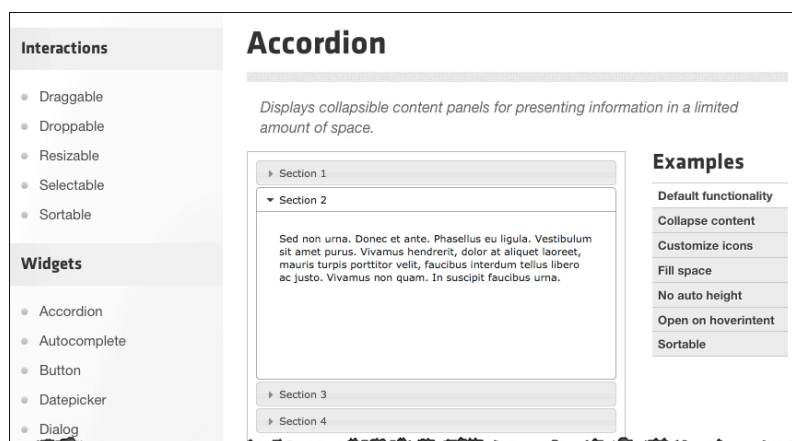 Interactions
Draggable
Droppable
Resizable
Selectable
Sortable
Widgets
Accordion
Autocomplete
Button
Datepicker
Dialog
Accordion
Displays collapsible content panels for presenting information in a limited
amount of space.
Section 1
Section 2
Sed non urna. Donec et ante. Phasellus eu ligula. Vestibulum
sit amet purus. Vivamus hendrerit, dolor at aliquet laoreet,
mauris turpis porttitor velit, faucibus interdum tellus libero
ac justo. Vivamus non quam. In suscipit faucibus urna.
Section 3
Section 4
Examples
Default functionality
Collapse content
Customize icons
Fill space
No auto height
Open on hoverintent
Sortable